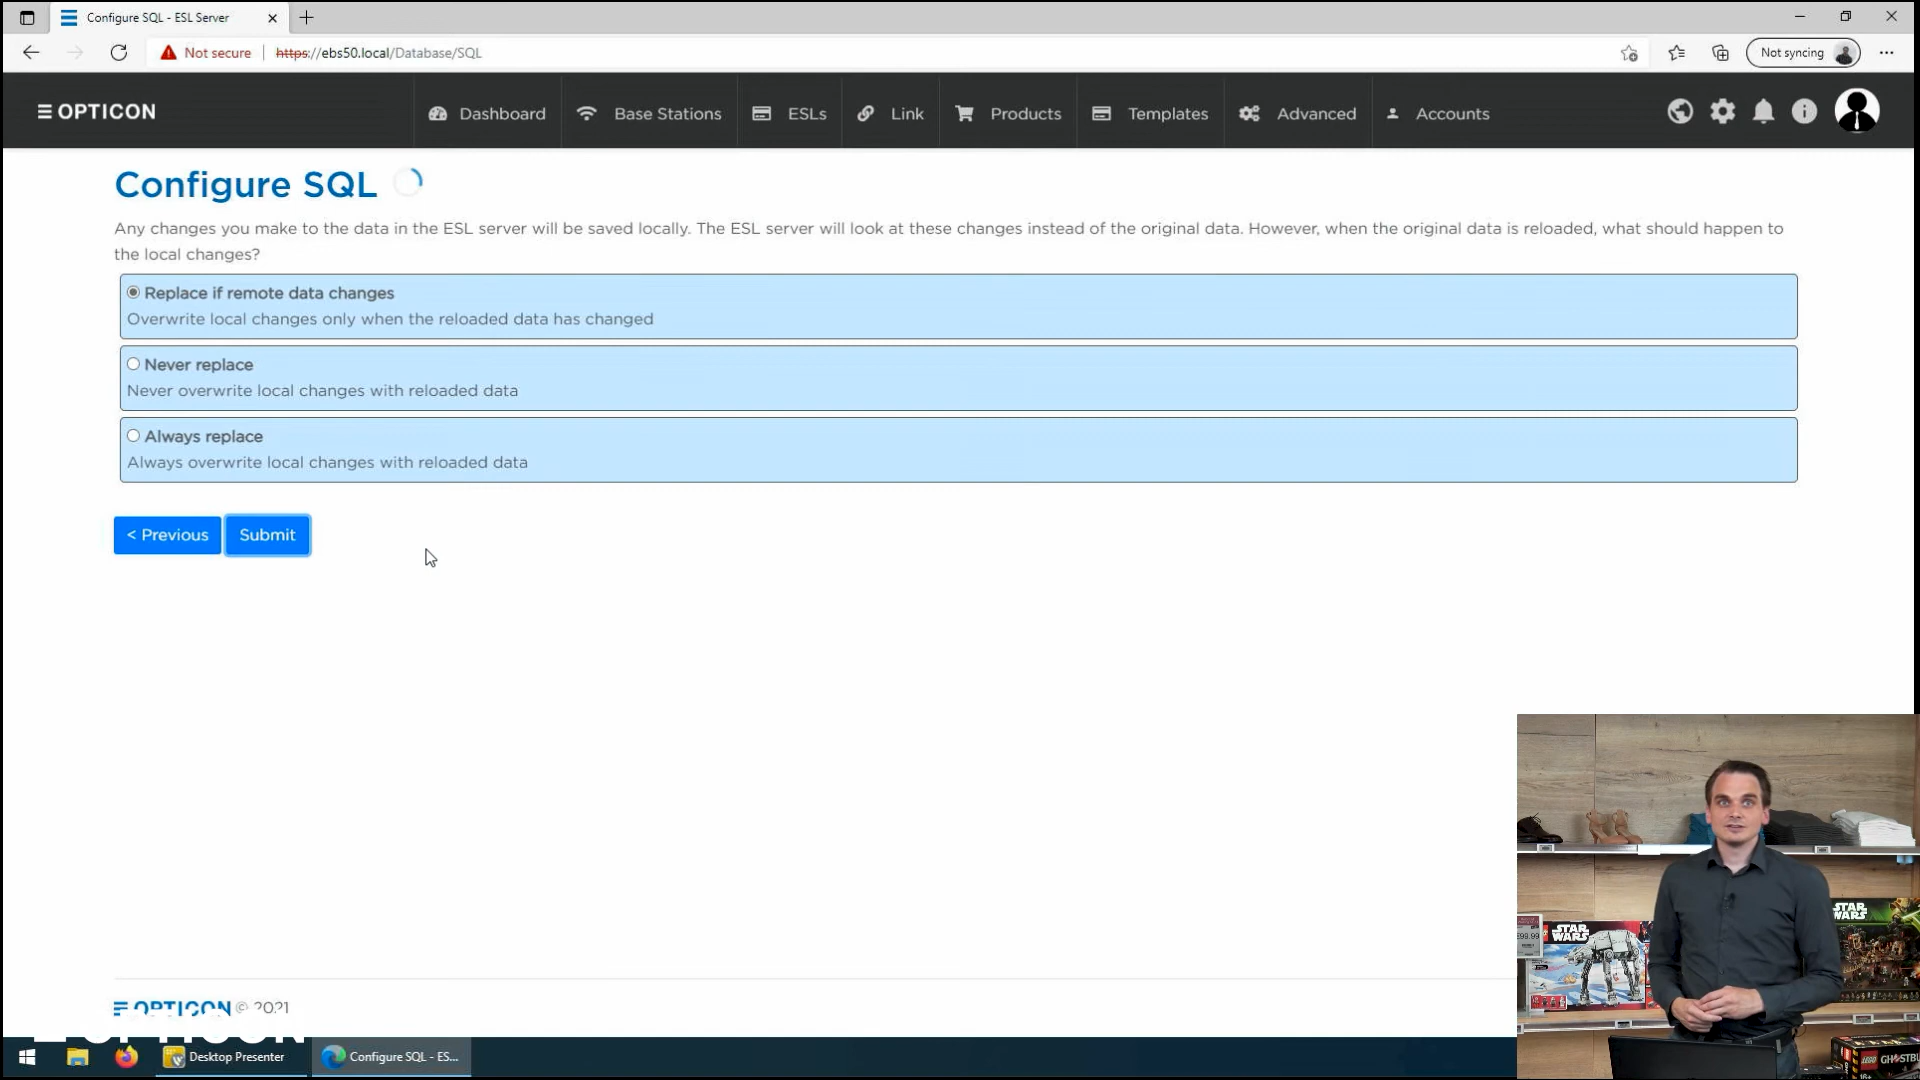 Configure SQL - ESL Server
Not secure
https://ebs50.local/Database/SQL
Not syncing
OPTICON
Dashboard
Base Stations
ESLs
Link
Products
Templates
Advanced
Accounts
Configure SQL
Any changes you make to the data in the ESL server will be saved locally. The ESL server will look at these changes instead of the original data. However, when the original data is reloaded, what should happen to
the local changes?
Replace if remote data changes
Overwrite local changes only when the reloaded data has changed
Never replace
Never overwrite local changes with reloaded data
Always replace
Always overwrite local changes with reloaded data
< Previous
Submit
STAR
WARS
STAR
WARS
OPTICON © 2021
OPTICON
Desktop Presenter
Configure SQL - ES...
LEGO